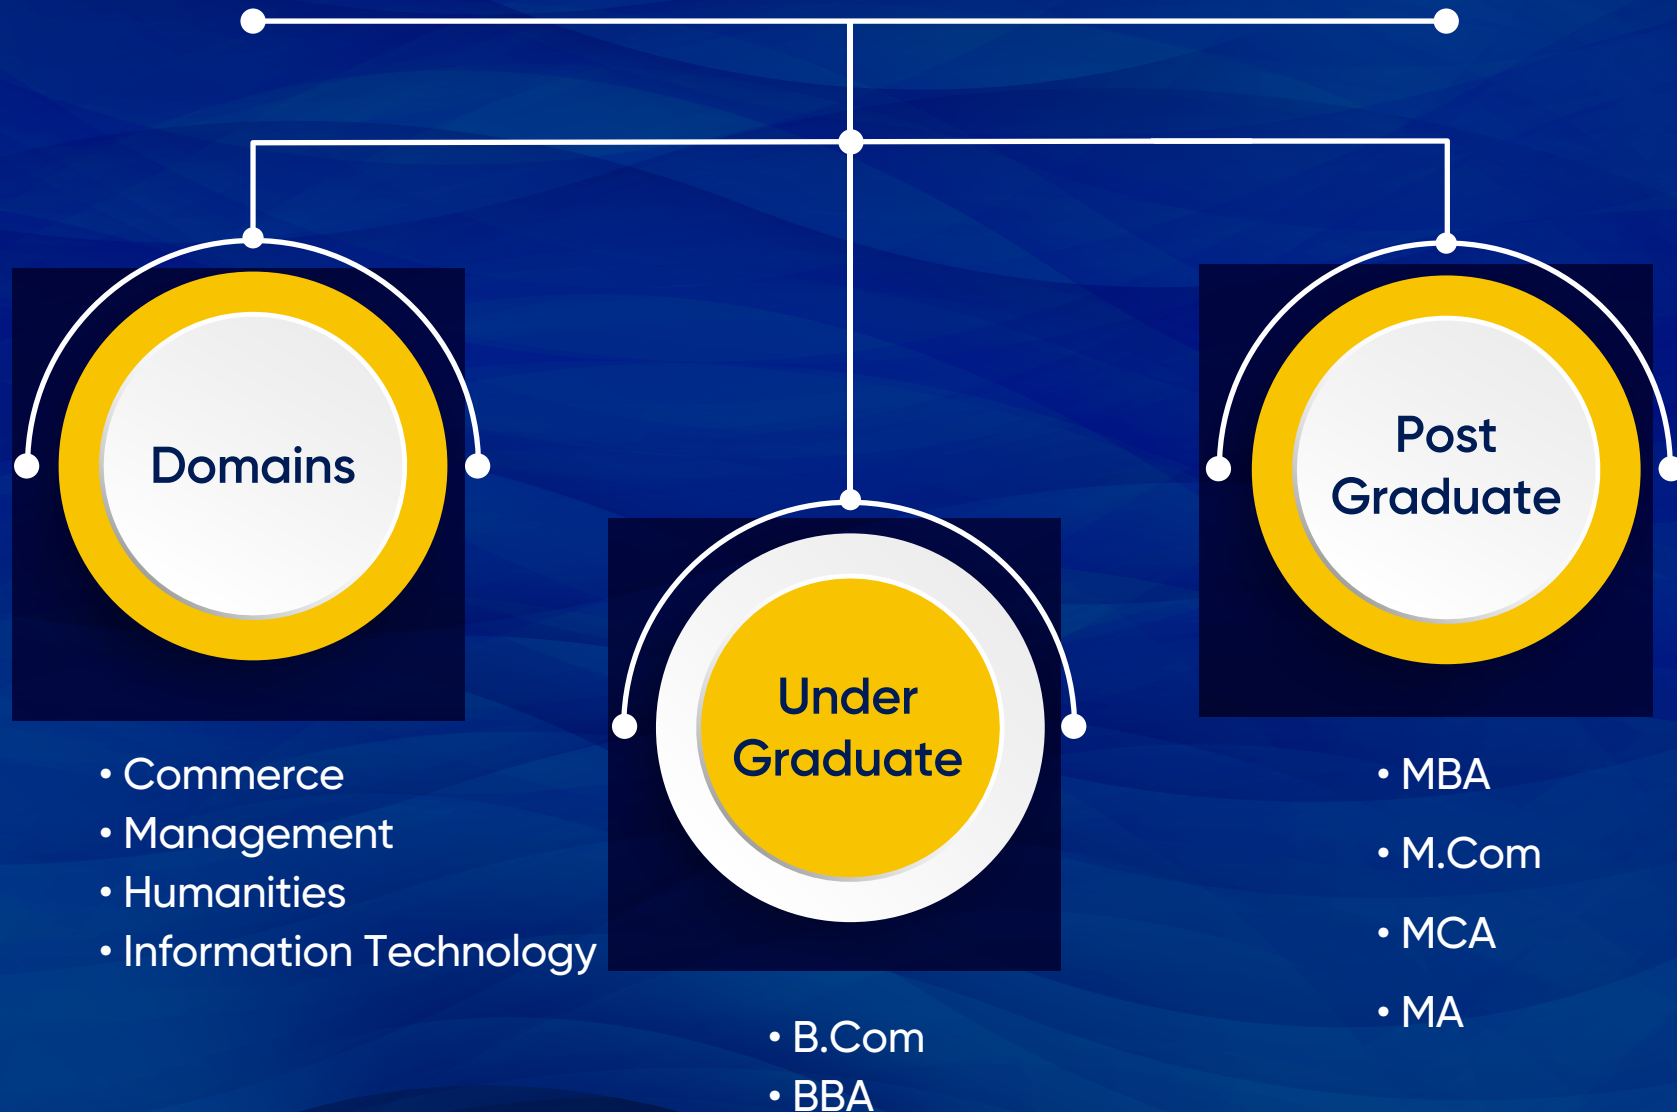 Domains
• Commerce
• Management
• Humanities
• Information Technology
Under
Graduate
• B.Com
• BBA
Post
Graduate
• MBA
• M.Com
• MCA
• MA